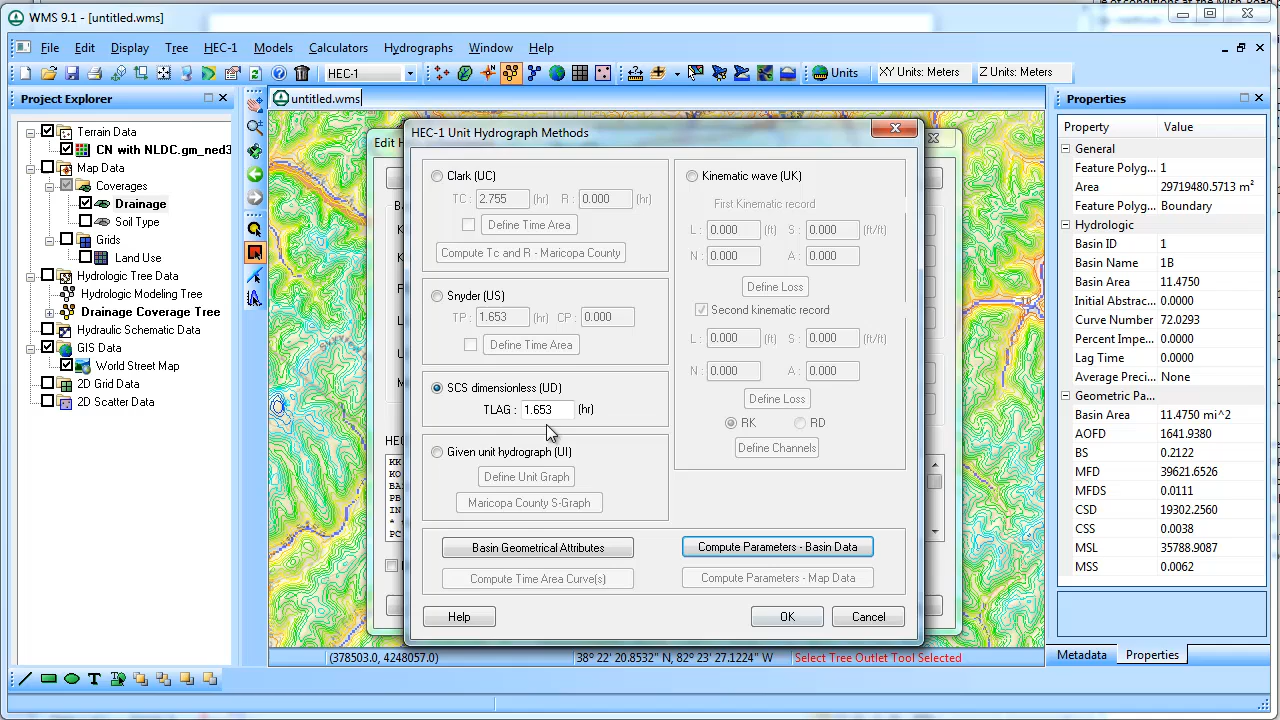 WMS 9.1 - [untitled.wms]
File Edit Display Tree HEC-1 Models Calculators Hydrographs Window Help
HEC-1 Units XY Units: Meters Z Units: Meters
Project Explorer
Terrain Data
CN with NLDC.gm_ned3
Map Data
Coverages
Drainage
Soil Type
Grids
Land Use
Hydrologic Tree Data
Hydrologic Modeling Tree
Drainage Coverage Tree
Hydraulic Schematic Data
GIS Data
World Street Map
2D Grid Data
2D Scatter Data
untitled.wms
Edit H
HEC-1 Unit Hydrograph Methods
Clark (UC)
TC : 2.755 (hr) R : 0.000 (hr)
Define Time Area
Compute Tc and R - Maricopa County
Snyder (US)
TP : 1.653 (hr) CP : 0.000
Define Time Area
SCS dimensionless (UD)
TLAG : 1.653 (hr)
Given unit hydrograph (UI)
Define Unit Graph
Maricopa County S-Graph
Kinematic wave (UK)
First Kinematic record
L : 0.000 (ft) S : 0.000 (ft/ft)
N : 0.000 A : 0.000
Define Loss
Second Kinematic record
L : 0.000 (ft) S : 0.000 (ft/ft)
N : 0.000 A : 0.000
Define Loss
RK RD
Define Channels
Basin Geometrical Attributes
Compute Parameters - Basin Data
Compute Time Area Curve(s)
Compute Parameters - Map Data
Help OK Cancel
Properties
Property Value
General
Feature Polyg... 1
Area 29719480.5713 m²
Feature Polyg... Boundary
Hydrologic
Basin ID 1
Basin Name 1B
Basin Area 11.4750
Initial Abstrac... 0.0000
Curve Number 72.0293
Percent Impe... 0.0000
Lag Time 0.0000
Average Preci... None
Geometric Pa...
Basin Area 11.4750 mi^2
AOFD 1641.9380
BS 0.2122
MFD 39621.6526
MFDS 0.0111
CSD 19302.2560
CSS 0.0038
MSL 35788.9087
MSS 0.0062
Metadata Properties
(378503.0, 4248057.0) 38° 22' 20.8532" N, 82° 23' 27.1224" W Select Tree Outlet Tool Selected